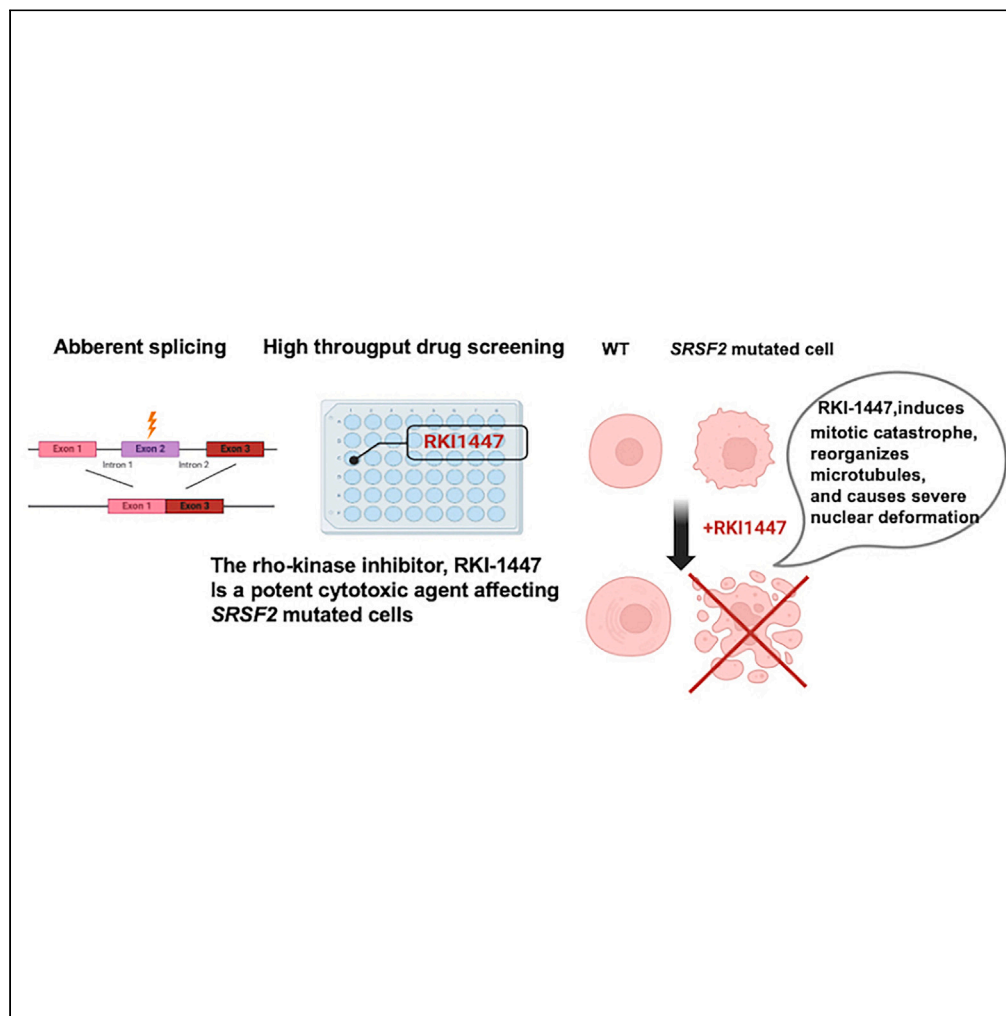 Abberent splicing
High througput drug screening
WT
SRSF2 mutated cell
Exon 1
Exon 2
Exon 3
Intron 1
Intron 2
Exon 1
Exon 3
RKI1447
The rho-kinase inhibitor, RKI-1447
Is a potent cytotoxic agent affecting
SRSF2 mutated cells
+RKI1447
RKI-1447,induces
mitotic catastrophe,
reorganizes
microtubules,
and causes severe
nuclear deformation